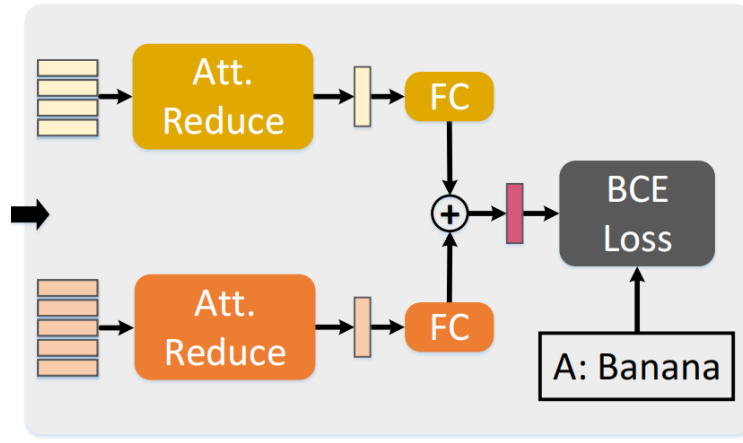 Att.
Reduce
FC
+
BCE
Loss
Att.
Reduce
FC
A: Banana